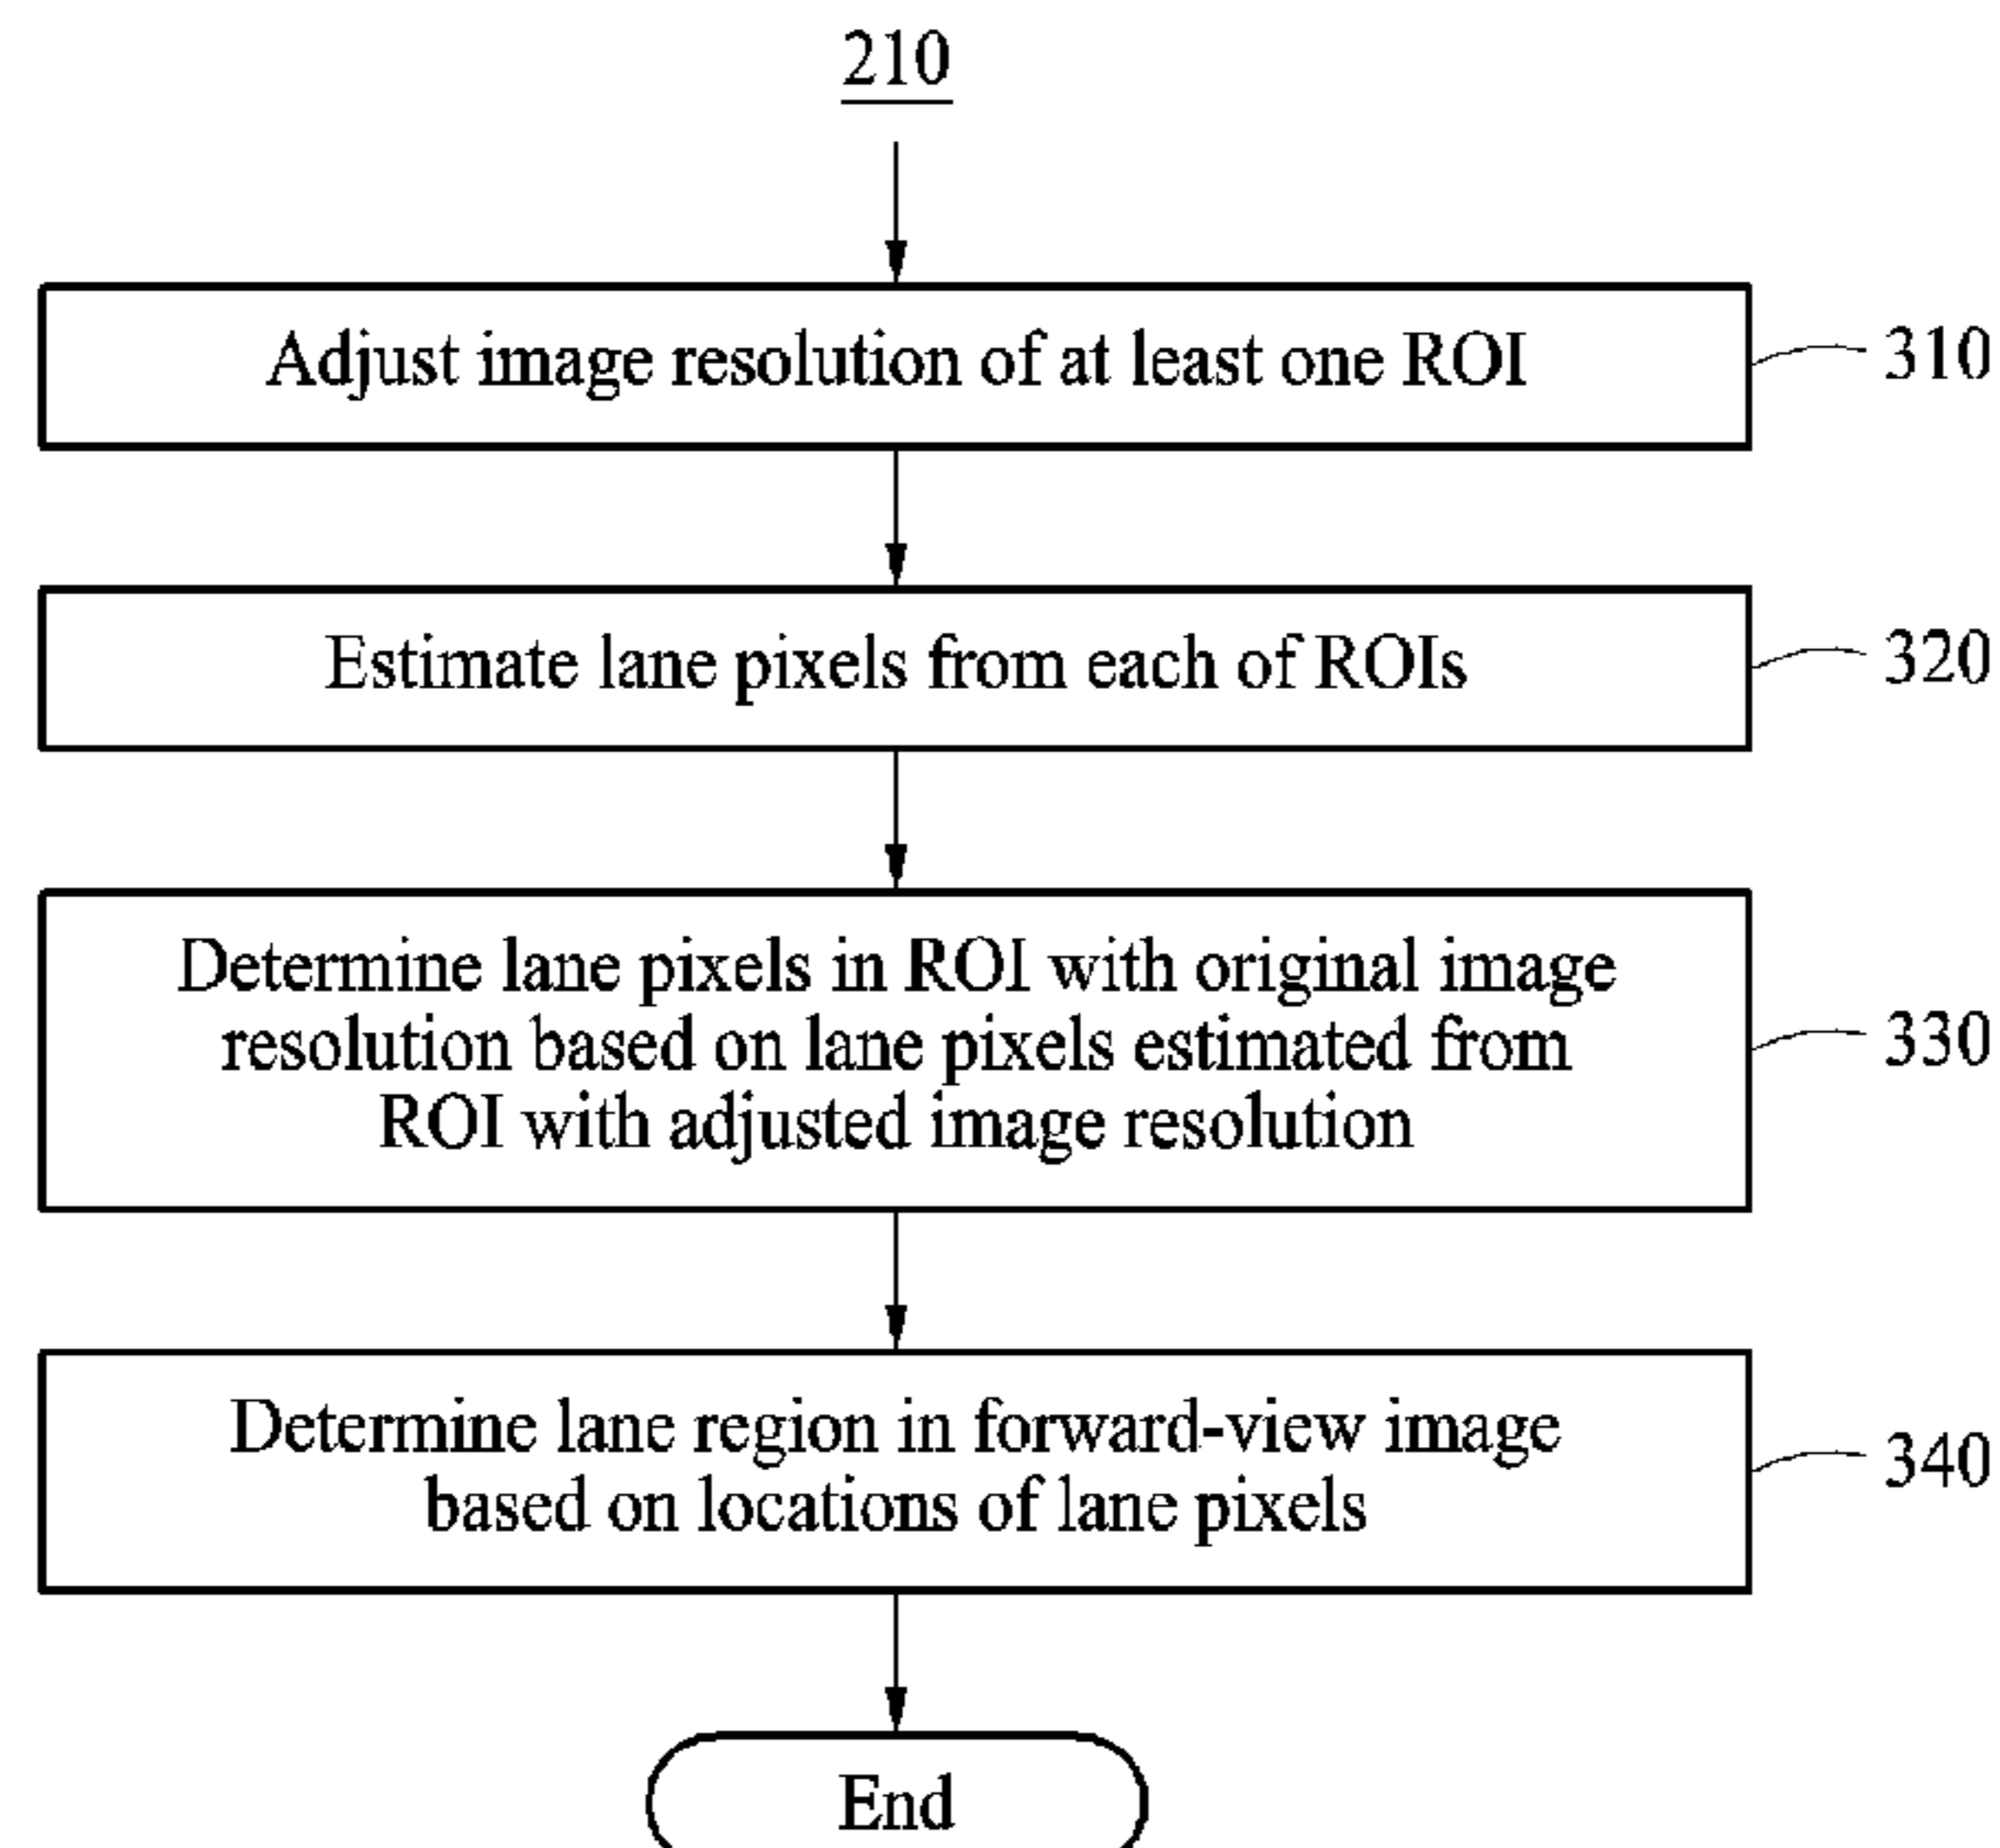 210
Adjust image resolution of at least one ROI
310
Estimate lane pixels from each of ROIs
320
Determine lane pixels in ROI with original image
resolution based on lane pixels estimated from
ROI with adjusted image resolution
330
Determine lane region in forward-view image
based on locations of lane pixels
340
End